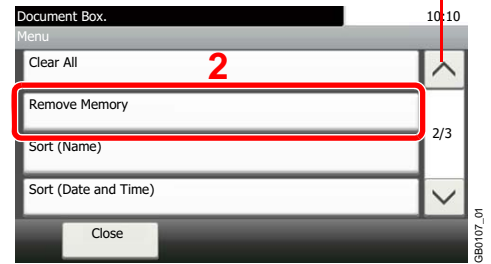 Document Box.
10:10
Menu
Clear All
2
Remove Memory
2/3
Sort (Name)
Sort (Date and Time)
Close
GB0107_01